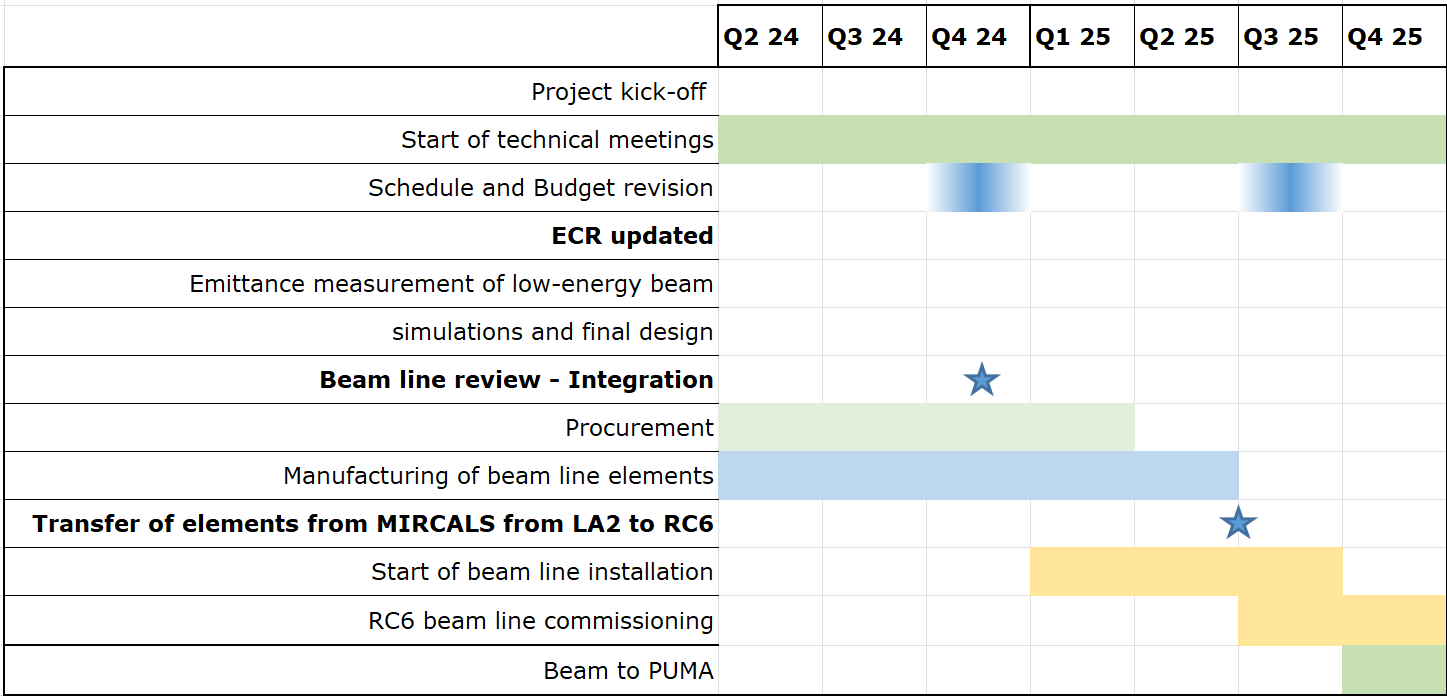 Q2 24 Q3 24 Q4 24 Q1 25 Q2 25 Q3 25 Q4 25
Project kick-off
Start of technical meetings
Schedule and Budget revision
ECR updated
Emittance measurement of low-energy beam
simulations and final design
Beam line review - Integration
Procurement
Manufacturing of beam line elements
Transfer of elements from MIRCALS from LA2 to RC6
Start of beam line installation
RC6 beam line commissioning
Beam to PUMA